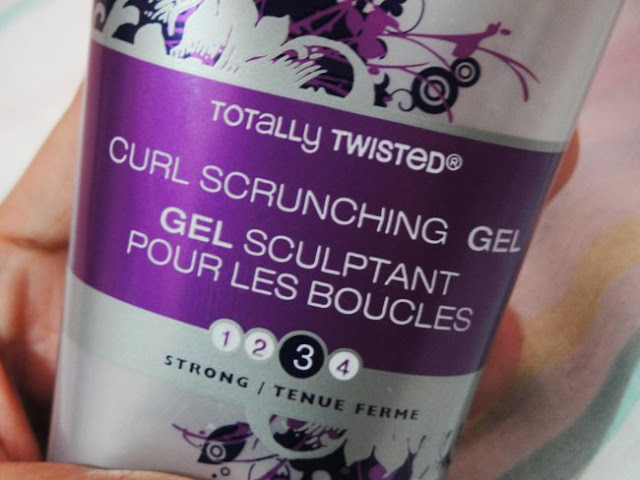 TOTALLY TWISTED®
CURL SCRUNCHING GEL
GEL SCULPTANT
POUR LES BOUCLES
1 2 3 4
STRONG / TENUE FERME